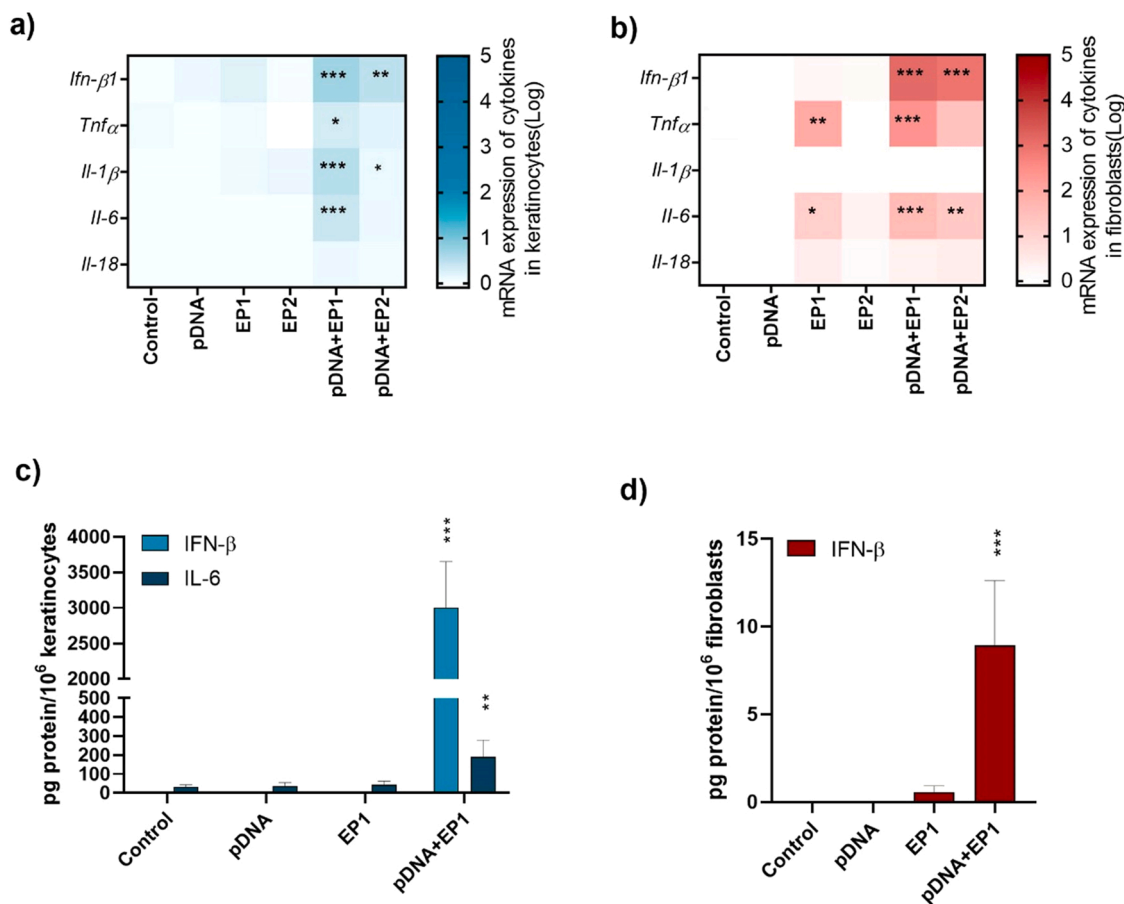 a)
Ifn-β1
Tnfα
Il-1β
Il-6
Il-18
*** **
*
*** *
***
Control
pDNA
EP1
EP2
pDNA+EP1
pDNA+EP2
5
4
3
2
1
0
mRNA expression of cytokines
in keratinocytes(Log)
b)
Ifn-β1
Tnfα
Il-1β
Il-6
Il-18
*** ***
** ***
* *** **
Control
pDNA
EP1
EP2
pDNA+EP1
pDNA+EP2
5
4
3
2
1
0
mRNA expression of cytokines
in fibroblasts(Log)
c)
pg protein/10⁶ keratinocytes
4000
3500
3000
2500
2000
500
400
300
200
100
0
IFN-β
IL-6
***
**
Control
pDNA
EP1
pDNA+EP1
d)
pg protein/10⁶ fibroblasts
15
10
5
0
IFN-β
***
Control
pDNA
EP1
pDNA+EP1